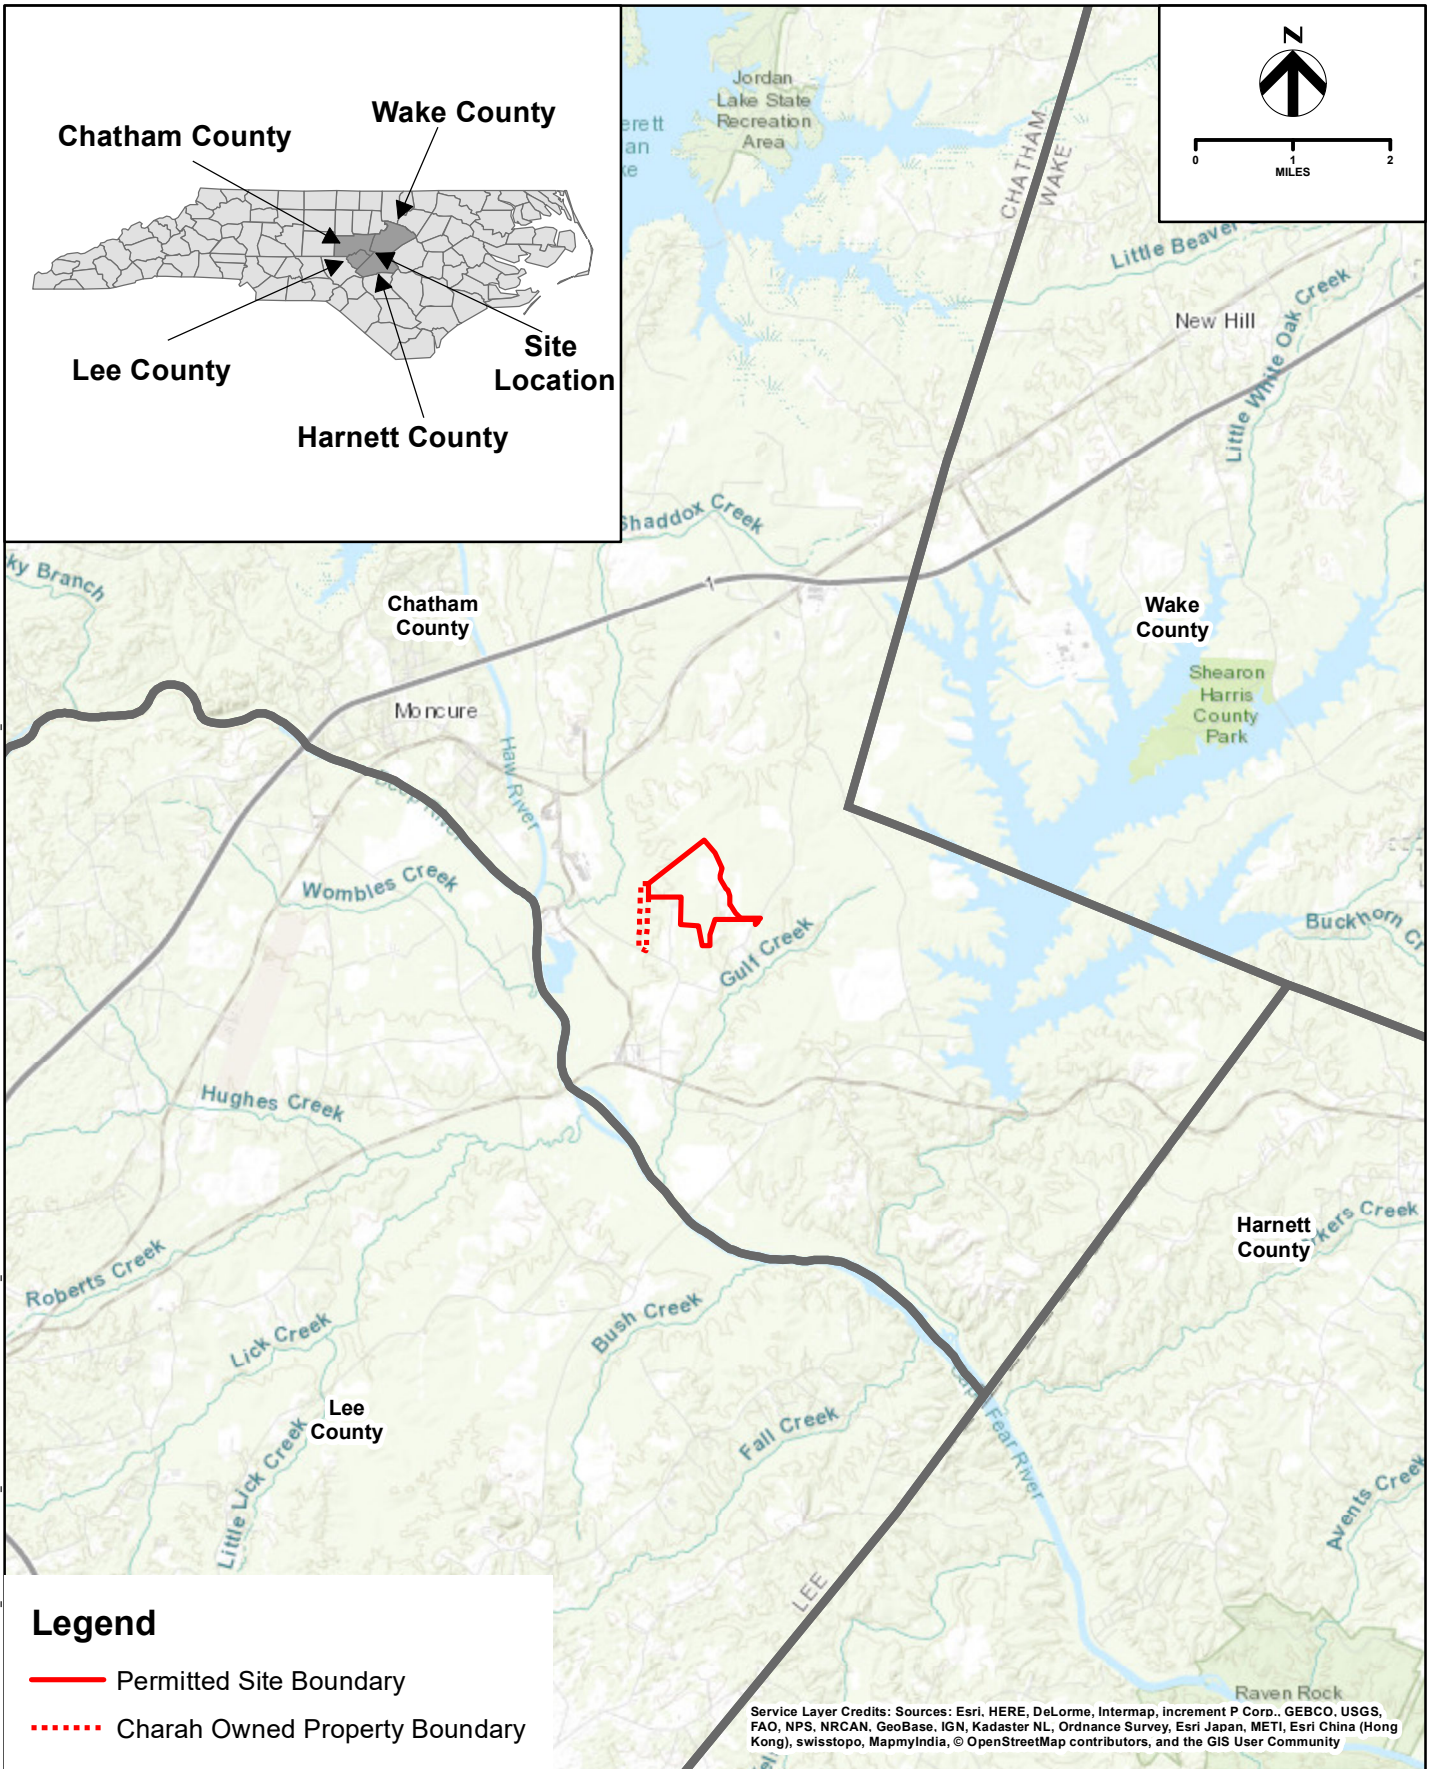 Chatham County
Wake County
Lee County
Site
Location
Harnett County
Jordan
Lake State
Recreation
Area
CHATHAM
WAKE
N
0 1 2
MILES
Little Beaver
New Hill
Little White Oak Creek
Shaddox Creek
Branch
Chatham
County
1
Wake
County
Shearon
Harris
County
Park
Moncure
Haw River
Deep River
Wombles Creek
Gulf Creek
Buckhorn
Hughes Creek
Harnett
County
Creek
Roberts Creek
Lick Creek
Bush Creek
Lee
County
Little Lick Creek
Fall Creek
Fear River
Avents Creek
LEE
Raven Rock
Legend
Permitted Site Boundary
Charah Owned Property Boundary
Service Layer Credits: Sources: Esri, HERE, DeLorme, Intermap, increment P Corp., GEBCO, USGS,
FAO, NPS, NRCAN, GeoBase, IGN, Kadaster NL, Ordnance Survey, Esri Japan, METI, Esri China (Hong
Kong), swisstopo, MapmyIndia, © OpenStreetMap contributors, and the GIS User Community